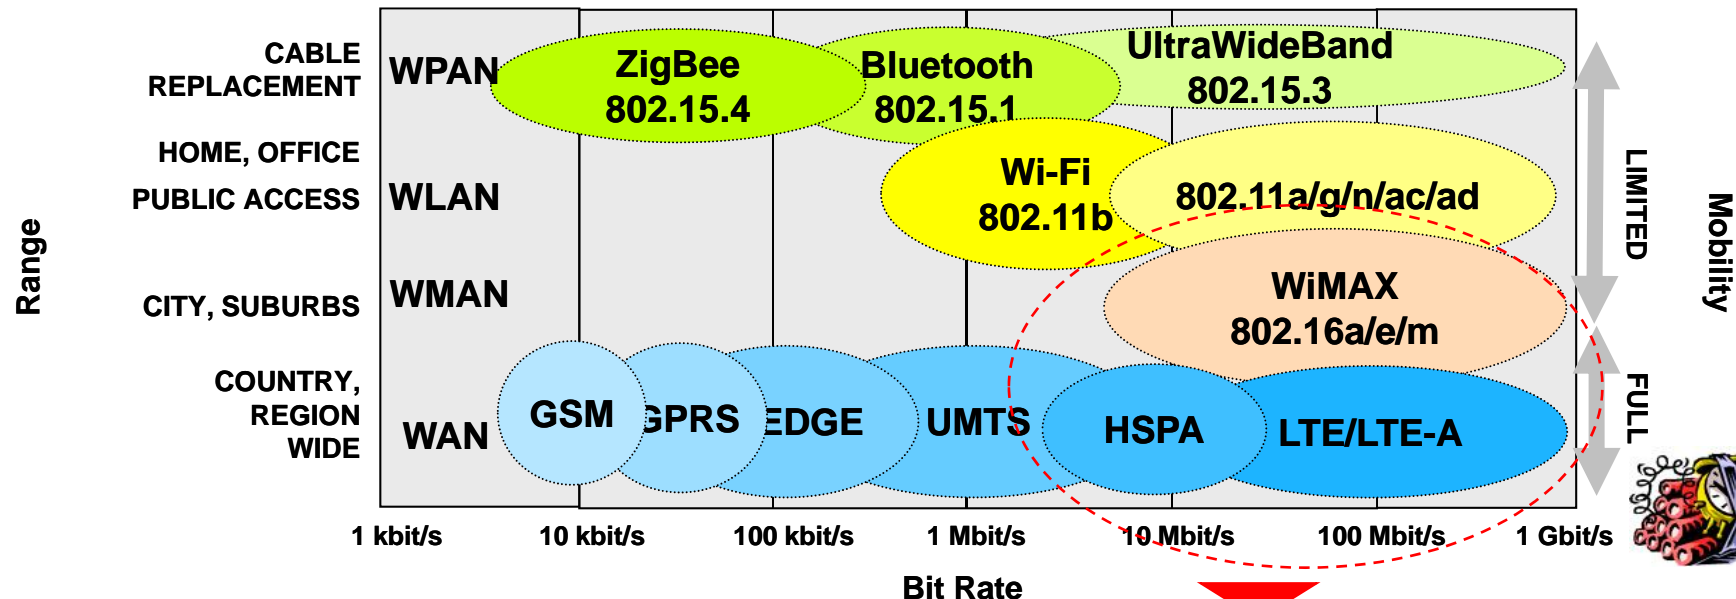 CABLE
REPLACEMENT
WPAN
ZigBee
802.15.4
Bluetooth
802.15.1
UltraWideBand
802.15.3
HOME, OFFICE
PUBLIC ACCESS
WLAN
Wi-Fi
802.11b
802.11a/g/n/ac/ad
LIMITED
Range
Mobility
CITY, SUBURBS
WMAN
WiMAX
802.16a/e/m
COUNTRY,
REGION
WIDE
WAN
GSM
GPRS
EDGE
UMTS
HSPA
LTE/LTE-A
FULL
1 kbit/s
10 kbit/s
100 kbit/s
1 Mbit/s
10 Mbit/s
100 Mbit/s
1 Gbit/s
Bit Rate